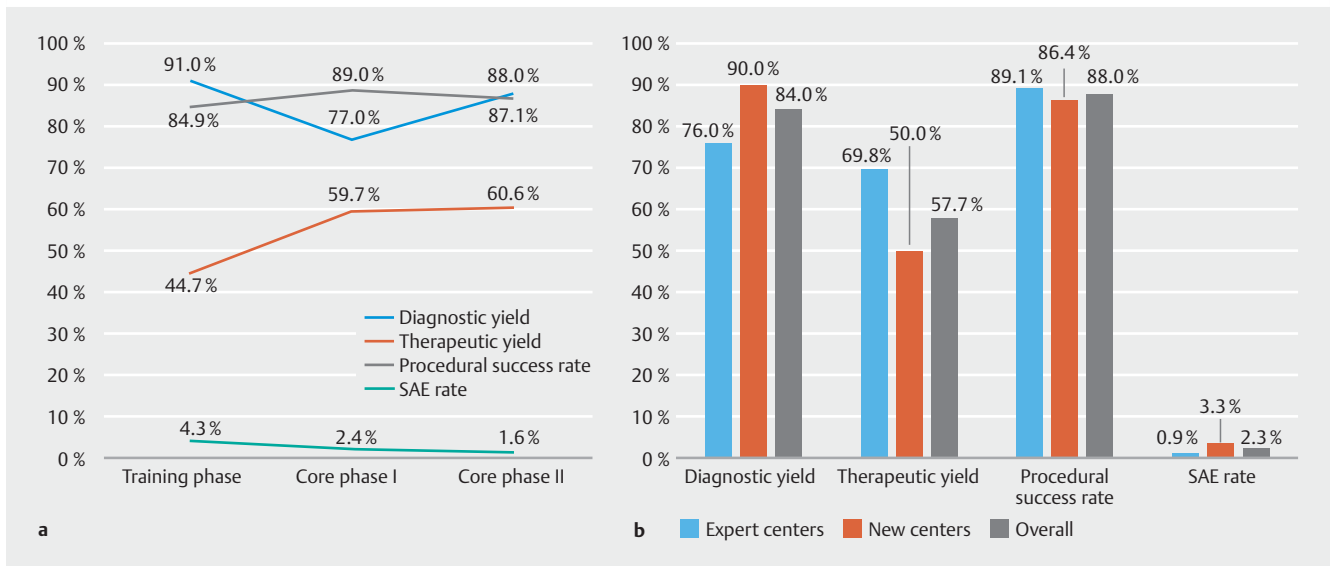 100 %
90 %
80 %
70 %
60 %
50 %
40 %
30 %
20 %
10 %
0 %
91.0 %
84.9 %
89.0 %
77.0 %
88.0 %
87.1 %
44.7 %
59.7 %
60.6 %
4.3 %
2.4 %
1.6 %
Diagnostic yield
Therapeutic yield
Procedural success rate
SAE rate
Training phase
Core phase I
Core phase II
a
100 %
90 %
80 %
70 %
60 %
50 %
40 %
30 %
20 %
10 %
0 %
76.0 %
90.0 %
84.0 %
69.8 %
50.0 %
57.7 %
89.1 %
86.4 %
88.0 %
0.9 %
3.3 %
2.3 %
Diagnostic yield
Therapeutic yield
Procedural
success rate
SAE rate
b
Expert centers
New centers
Overall